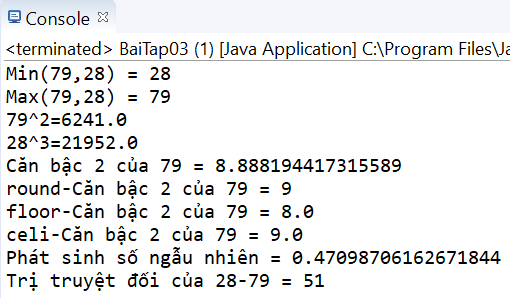 Console
<terminated> BaiTap03 (1) [Java Application] C:\Program Files\Ja
Min(79,28) = 28
Max(79,28) = 79
79^2=6241.0
28^3=21952.0
Căn bậc 2 của 79 = 8.888194417315589
round-Căn bậc 2 của 79 = 9
floor-Căn bậc 2 của 79 = 8.0
celi-Căn bậc 2 của 79 = 9.0
Phát sinh số ngẫu nhiên = 0.47098706162671844
Trị truyệt đối của 28-79 = 51